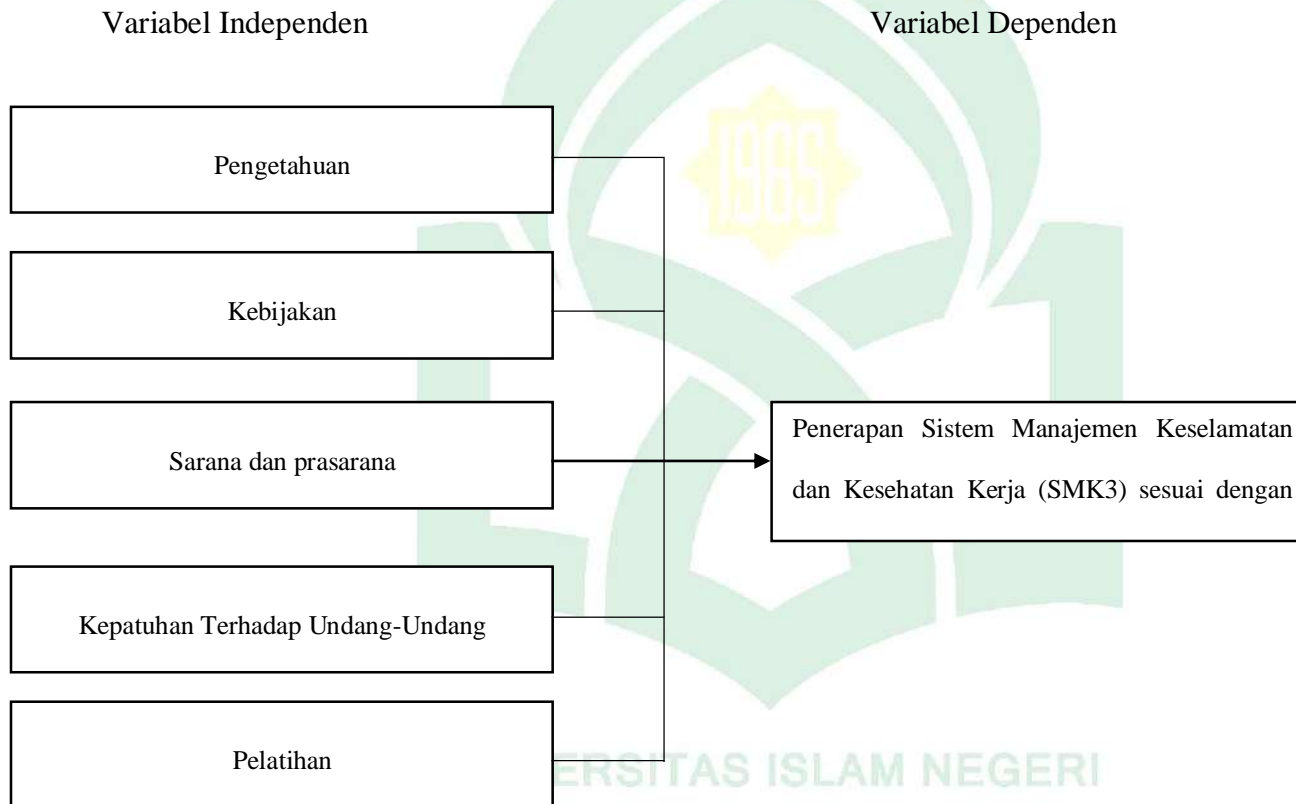 Variabel Independen
Variabel Dependen
1965
Pengetahuan
Kebijakan
Sarana dan prasarana
Penerapan Sistem Manajemen Keselamatan
dan Kesehatan Kerja (SMK3) sesuai dengan
Kepatuhan Terhadap Undang-Undang
Pelatihan
ERSITAS ISLAM NEGERI